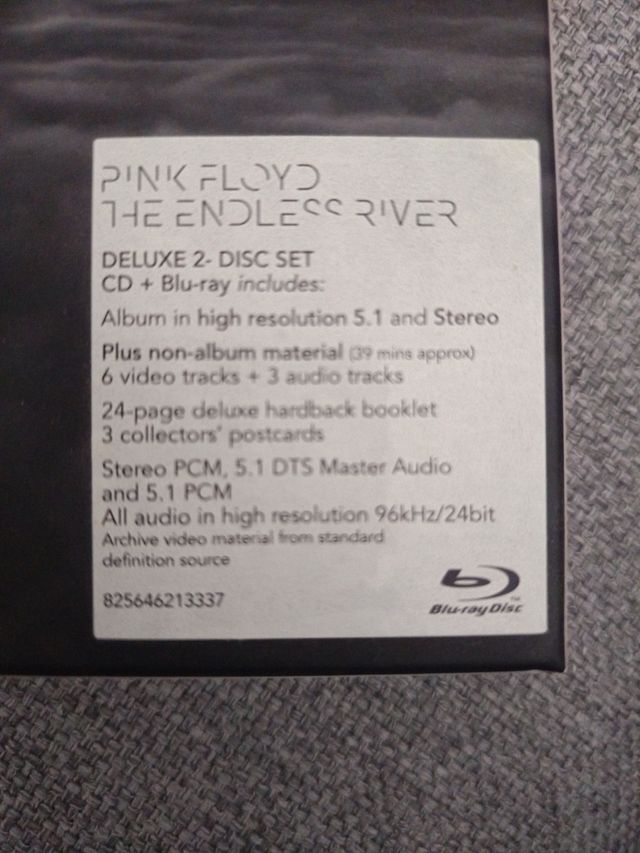 PINK FLOYD
THE ENDLESS RIVER
DELUXE 2- DISC SET
CD + Blu-ray includes:
Album in high resolution 5.1 and Stereo
Plus non-album material (39 mins approx)
6 video tracks + 3 audio tracks
24-page deluxe hardback booklet
3 collectors' postcards
Stereo PCM, 5.1 DTS Master Audio
and 5.1 PCM
All audio in high resolution 96kHz/24bit
Archive video material from standard
definition source
825646213337
Blu-ray Disc™